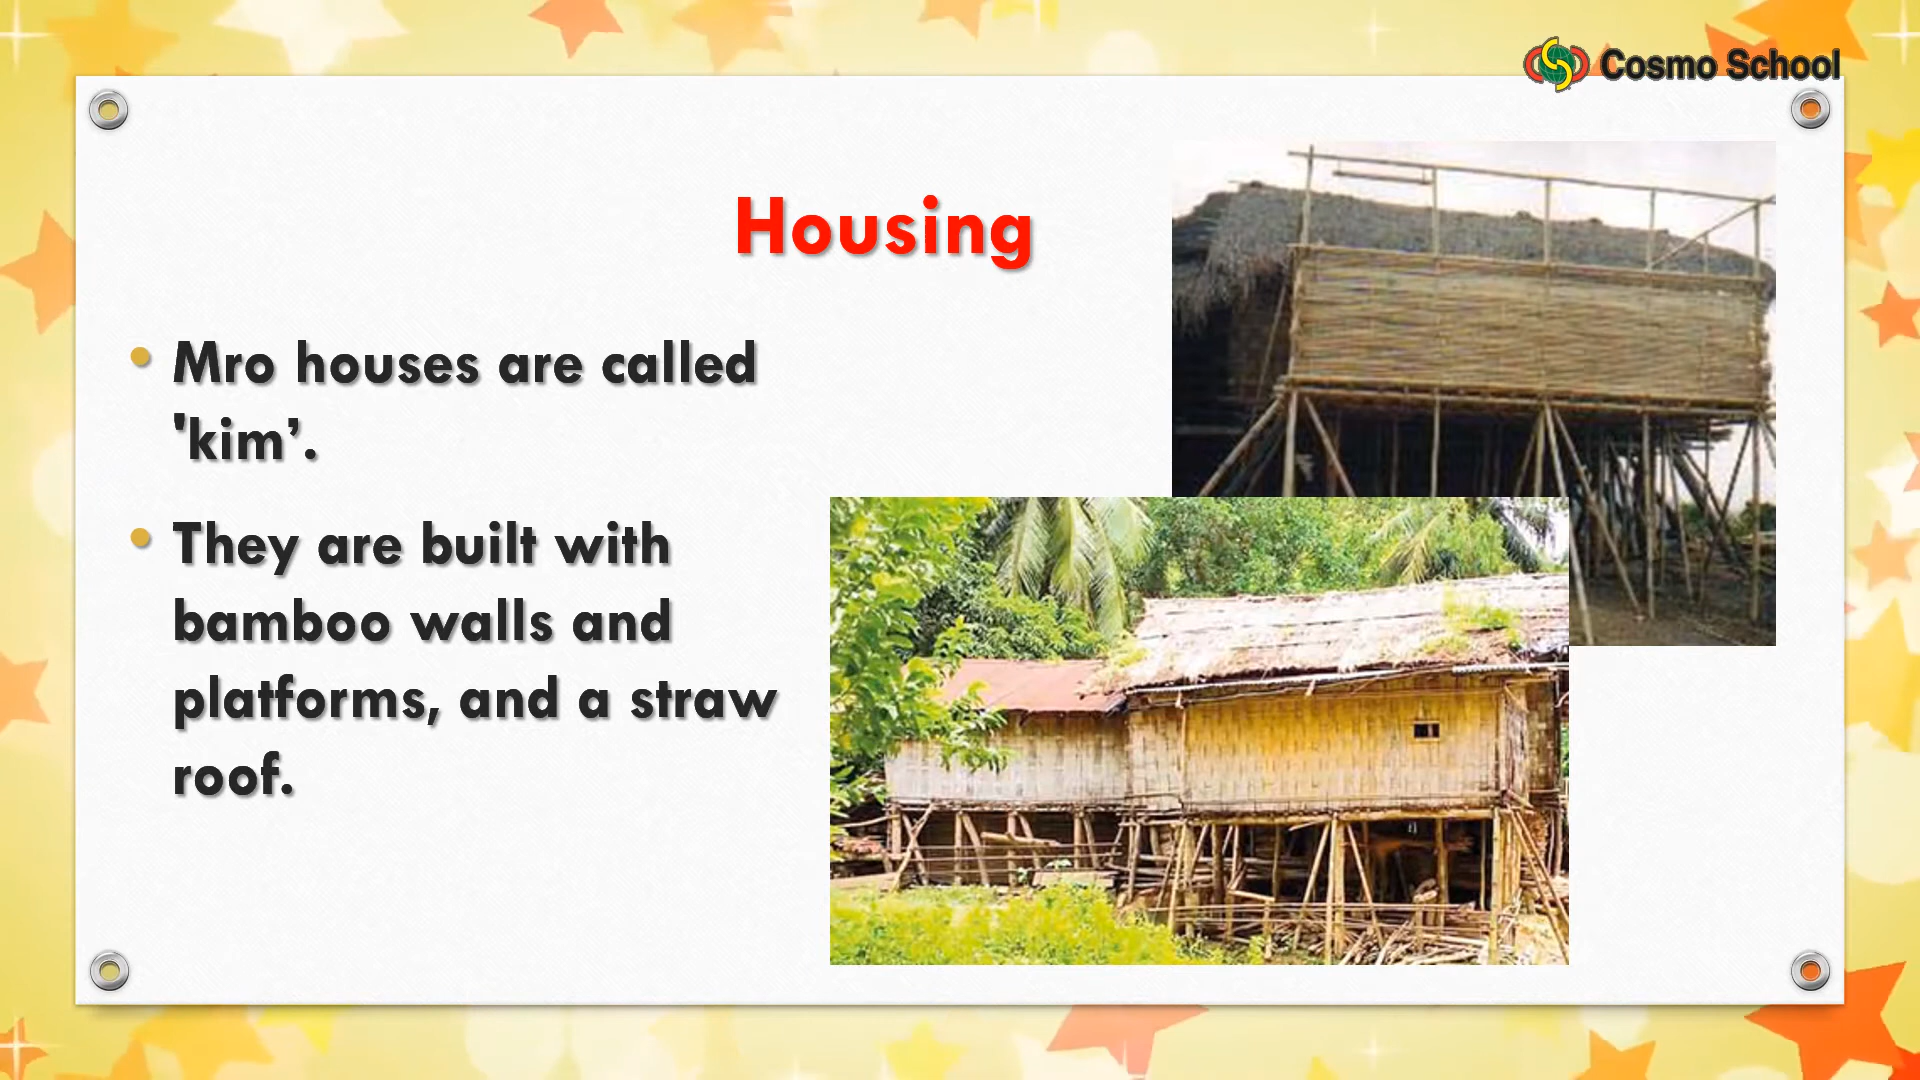 Cosmo School
Housing
• Mro houses are called
'kim’.
• They are built with
bamboo walls and
platforms, and a straw
roof.